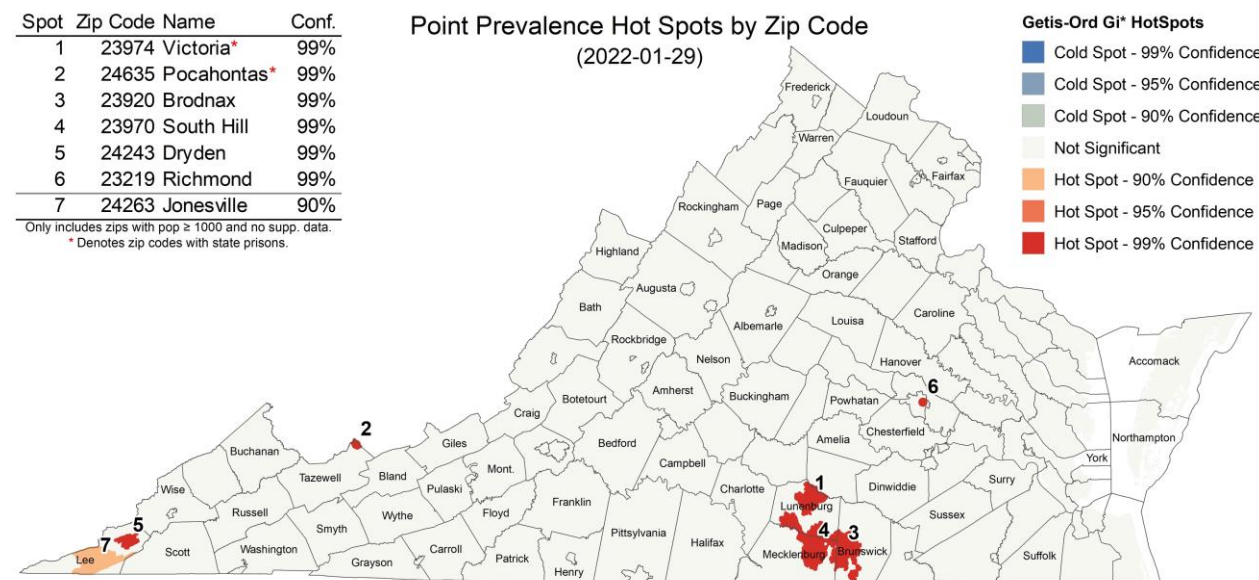 Point Prevalence Hot Spots by Zip Code
(2022-01-29)
Spot Zip Code Name Conf.
1 23974 Victoria* 99%
2 24635 Pocahontas* 99%
3 23920 Brodnax 99%
4 23970 South Hill 99%
5 24243 Dryden 99%
6 23219 Richmond 99%
7 24263 Jonesville 90%
Only includes zips with pop ≥ 1000 and no supp. data.
* Denotes zip codes with state prisons.
Getis-Ord Gi* HotSpots
Cold Spot - 99% Confidence
Cold Spot - 95% Confidence
Cold Spot - 90% Confidence
Not Significant
Hot Spot - 90% Confidence
Hot Spot - 95% Confidence
Hot Spot - 99% Confidence
Frederick
Loudoun
Warren
Fairfax
Fauquier
Page
Rockingham
Culpeper
Stafford
Madison
Highland
Orange
Augusta
Bath
Caroline
Louisa
Albemarle
Rockbridge
Nelson
Hanover
Accomack
6
Amherst
Buckingham
Powhatan
Botetourt
Craig
Chesterfield
2
Giles
Bedford
Amelia
Northampton
Buchanan
York
Campbell
Tazewell
Bland
Mont.
Pulaski
Charlotte
1
Dinwiddie
Surry
Wise
Franklin
Lunenburg
Russell
Wythe
Floyd
Sussex
5
Smyth
4
3
Pittsylvania
7
Halifax
Lee
Scott
Washington
Carroll
Mecklenburg
Brunswick
Suffolk
Grayson
Patrick
Henry